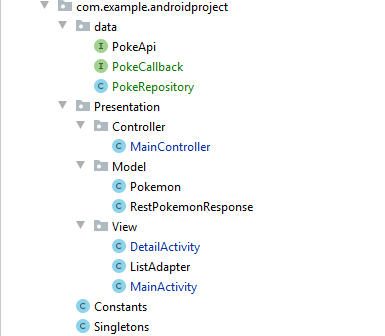 com.example.androidproject
data
PokeApi
PokeCallback
PokeRepository
Presentation
Controller
MainController
Model
Pokemon
RestPokemonResponse
View
DetailActivity
ListAdapter
MainActivity
Constants
Singletons